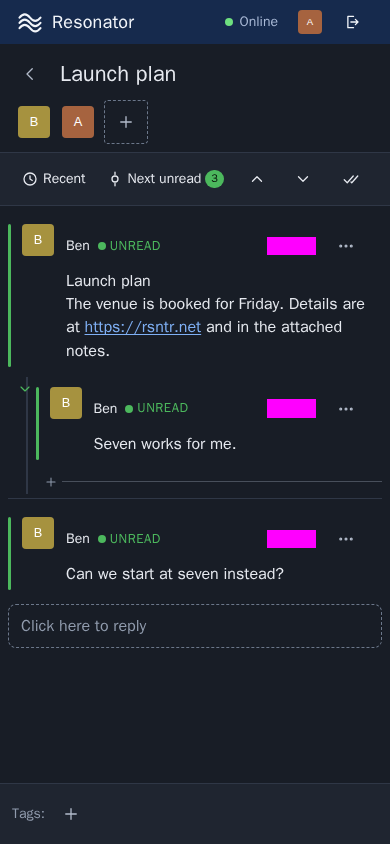 Resonator
Online
A
Launch plan
B
A
Recent
Next unread 3
B
Ben
UNREAD
Launch plan
The venue is booked for Friday. Details are
at https://rsntr.net and in the attached
notes.
B
Ben
UNREAD
Seven works for me.
B
Ben
UNREAD
Can we start at seven instead?
Click here to reply
Tags: